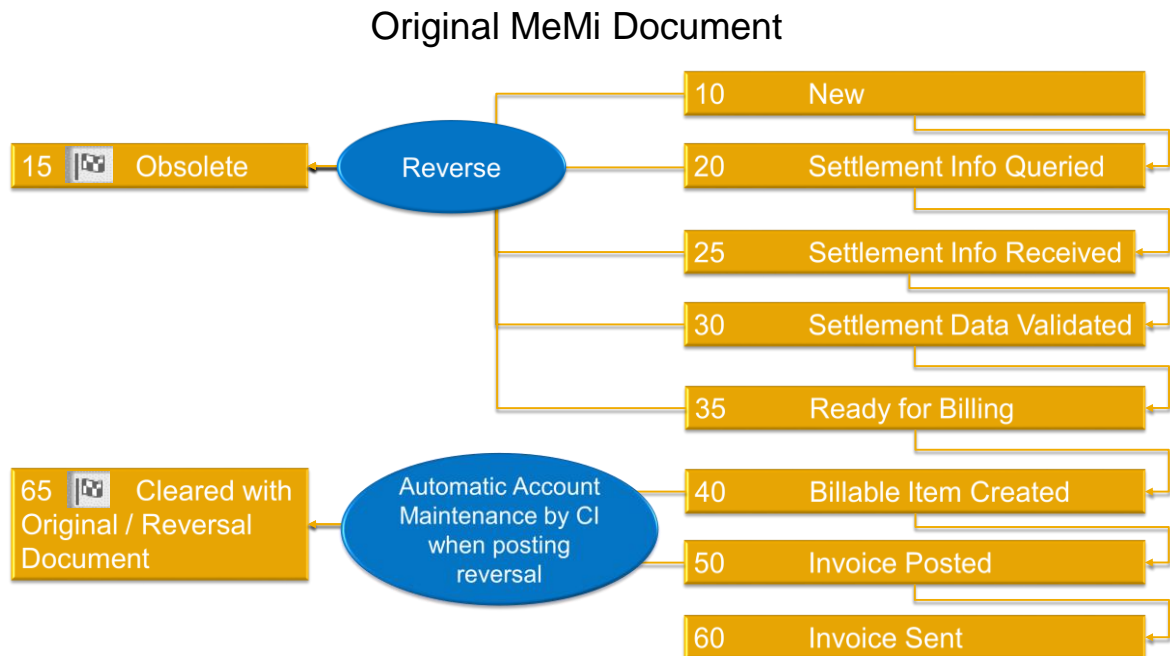 Original MeMi Document
10 New
15 Obsolete
Reverse
20 Settlement Info Queried
25 Settlement Info Received
30 Settlement Data Validated
35 Ready for Billing
65 Cleared with
Original / Reversal
Document
Automatic Account
Maintenance by CI
when posting
reversal
40 Billable Item Created
50 Invoice Posted
60 Invoice Sent